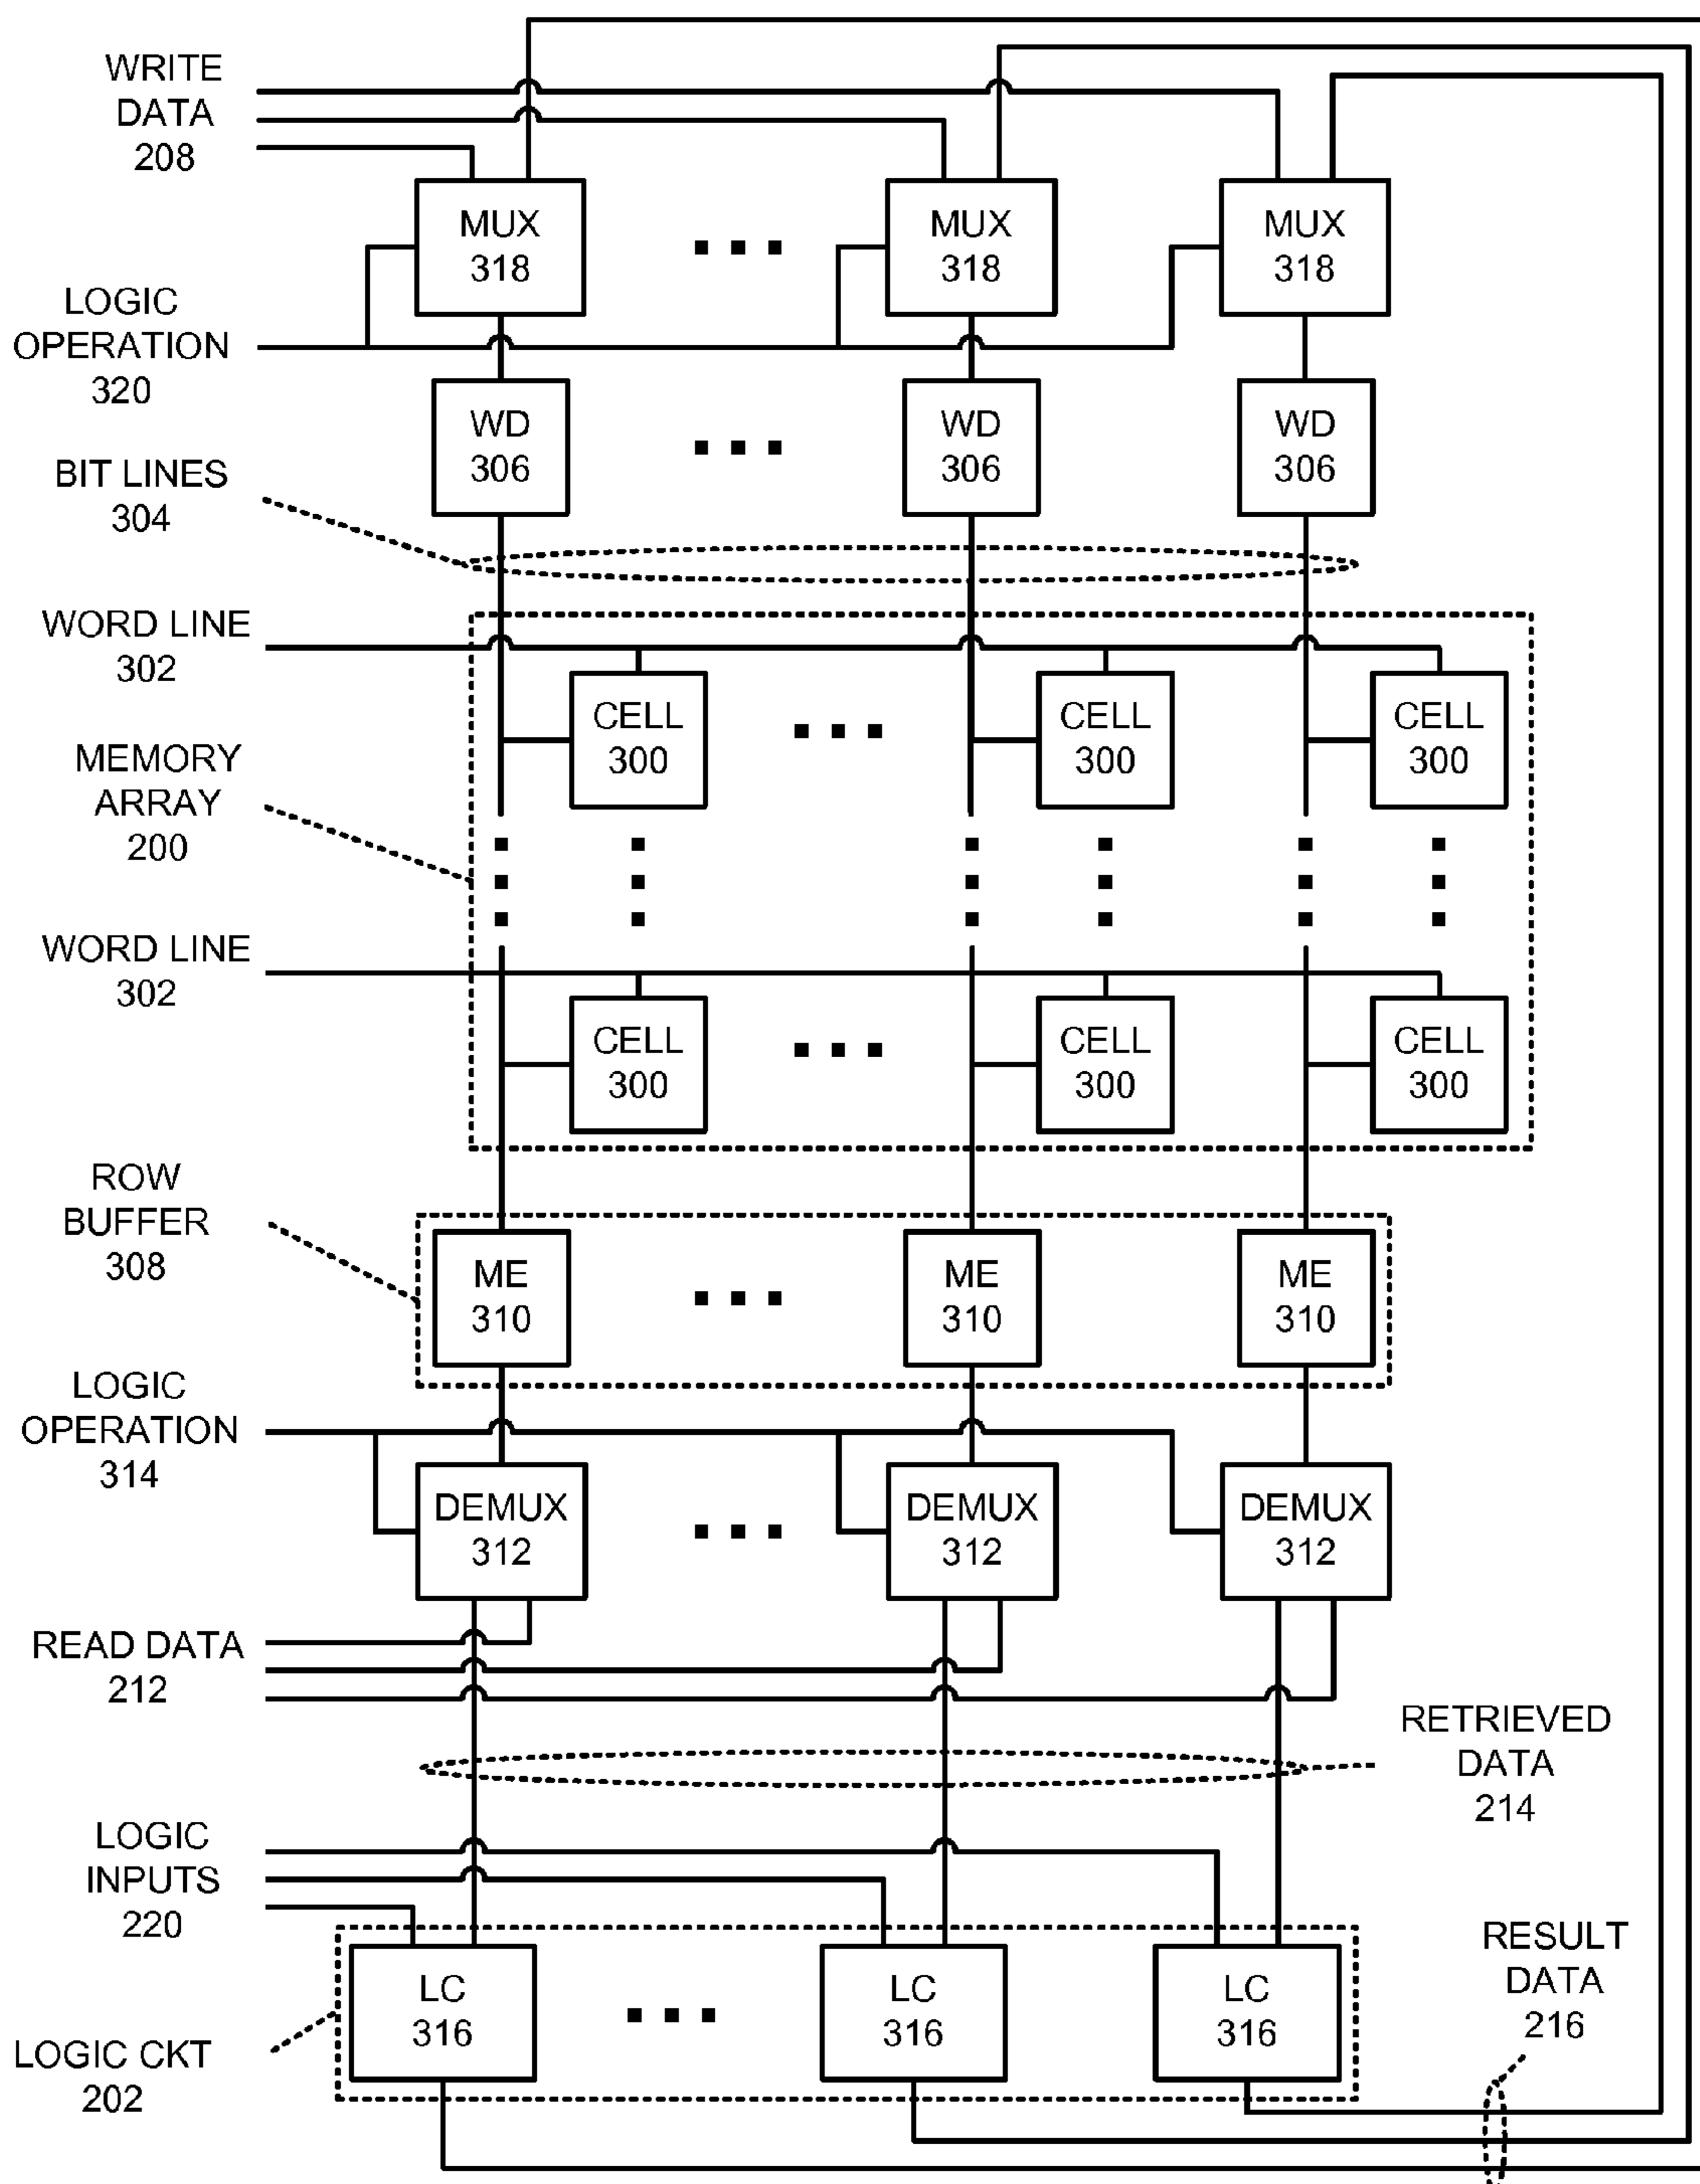 WRITE
DATA
208
MUX
318
MUX
318
MUX
318
LOGIC
OPERATION
320
WD
306
WD
306
WD
306
BIT LINES
304
WORD LINE
302
CELL
300
CELL
300
CELL
300
MEMORY
ARRAY
200
WORD LINE
302
CELL
300
CELL
300
CELL
300
ROW
BUFFER
308
ME
310
ME
310
ME
310
LOGIC
OPERATION
314
DEMUX
312
DEMUX
312
DEMUX
312
READ DATA
212
RETRIEVED
DATA
214
LOGIC
INPUTS
220
LC
316
LC
316
LC
316
RESULT
DATA
216
LOGIC CKT
202